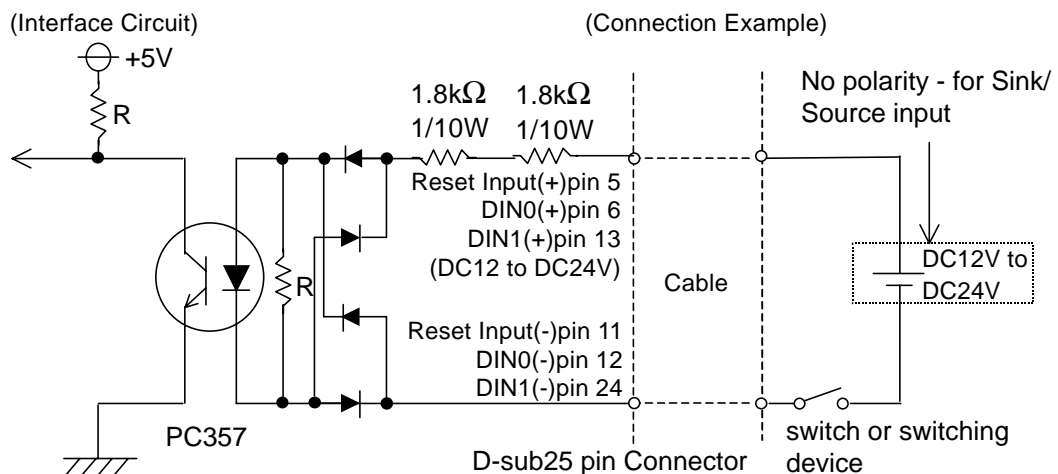 (Interface Circuit)
(Connection Example)
+5V
R
1.8kΩ
1/10W
1.8kΩ
1/10W
No polarity - for Sink/
Source input
Reset Input(+)pin 5
DIN0(+)pin 6
DIN1(+)pin 13
(DC12 to DC24V)
R
Cable
DC12V to
DC24V
Reset Input(-)pin 11
DIN0(-)pin 12
DIN1(-)pin 24
PC357
D-sub25 pin Connector
switch or switching
device